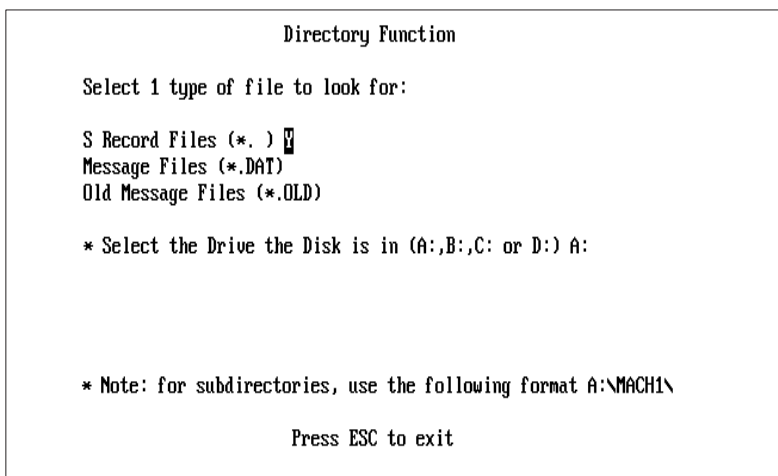 Directory Function
Select 1 type of file to look for:
S Record Files (*. ) Y
Message Files (*.DAT)
Old Message Files (*.OLD)
* Select the Drive the Disk is in (A:,B:,C: or D:) A:
* Note: for subdirectories, use the following format A:\MACH1\
Press ESC to exit